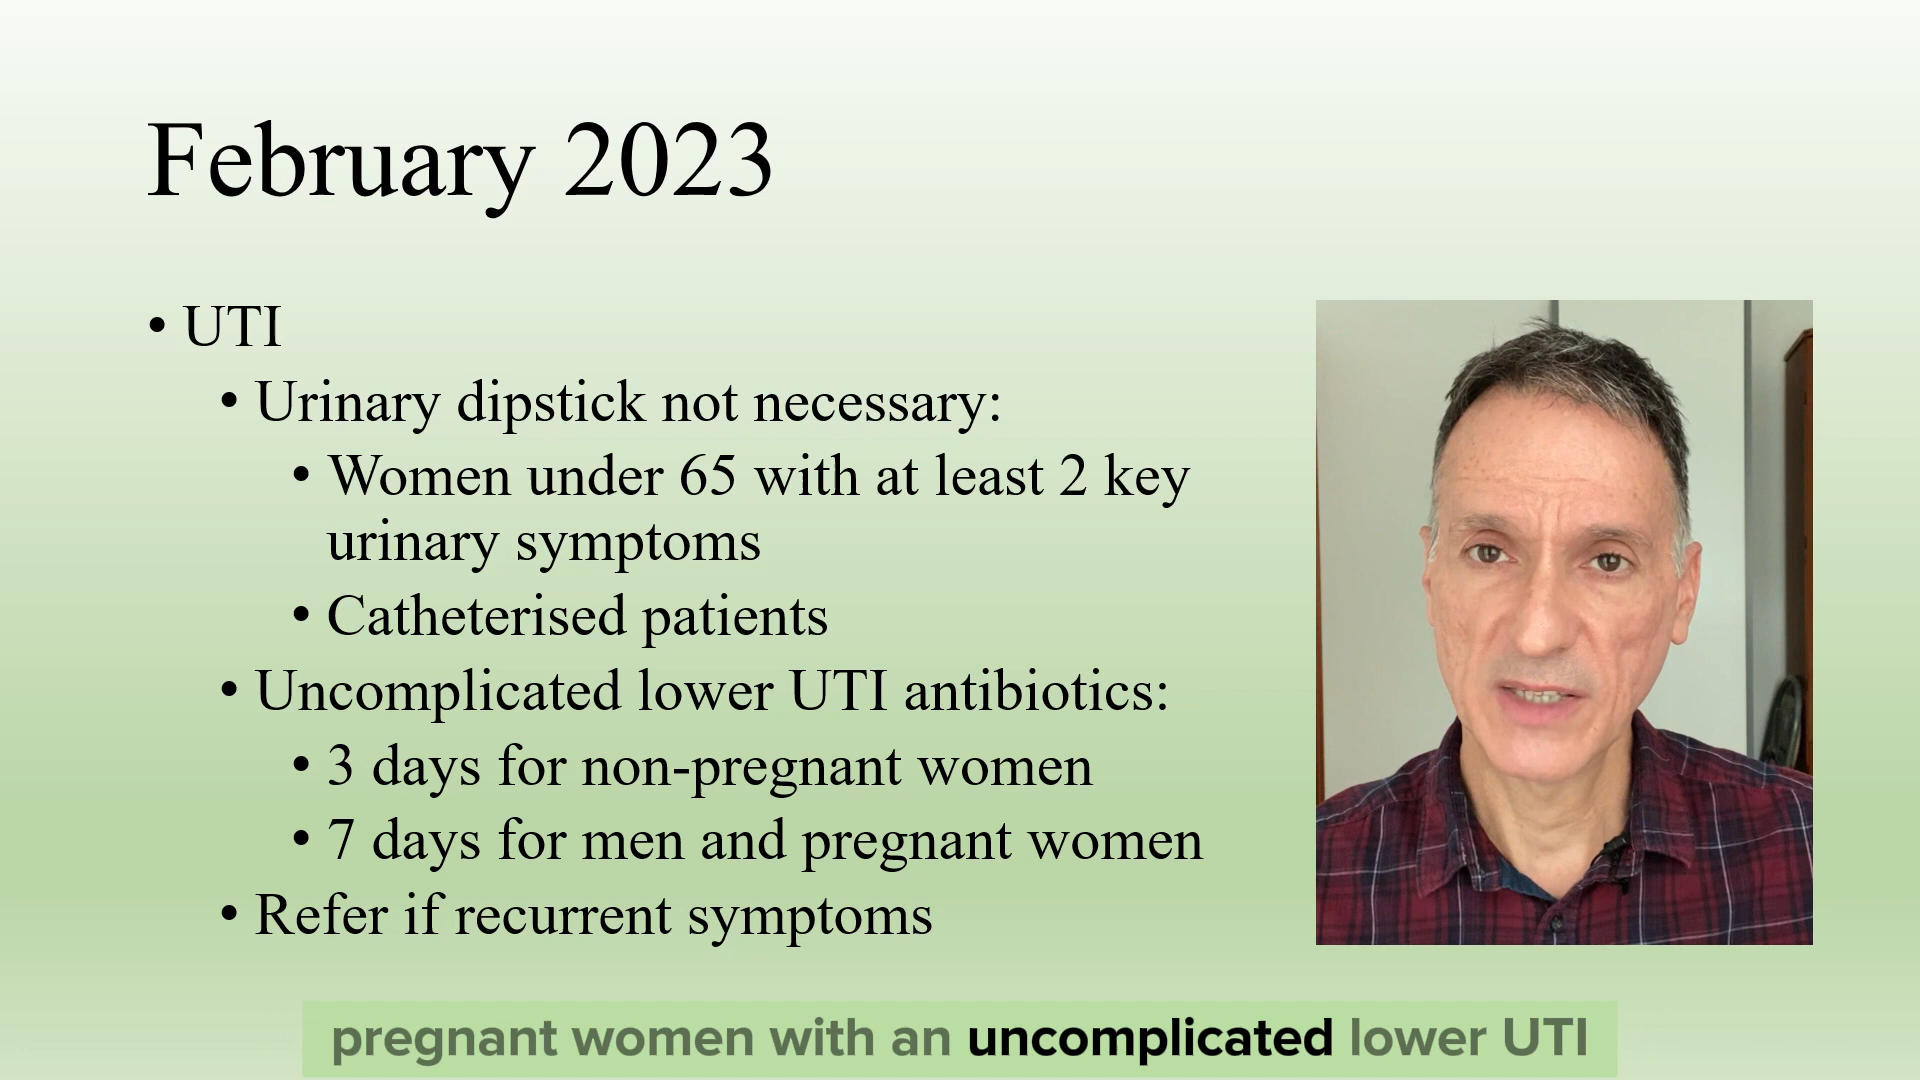 February 2023
• UTI
• Urinary dipstick not necessary:
• Women under 65 with at least 2 key
urinary symptoms
• Catheterised patients
• Uncomplicated lower UTI antibiotics:
• 3 days for non-pregnant women
• 7 days for men and pregnant women
• Refer if recurrent symptoms
pregnant women with an uncomplicated lower UTI